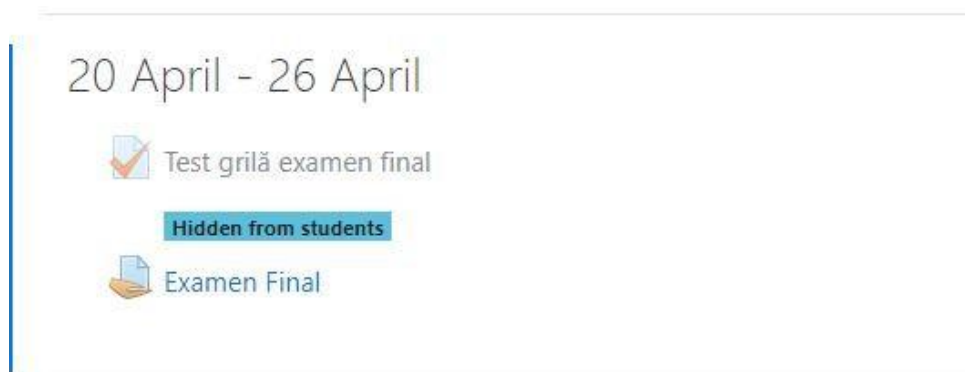 20 April - 26 April
Test grilă examen final
Hidden from students
Examen Final